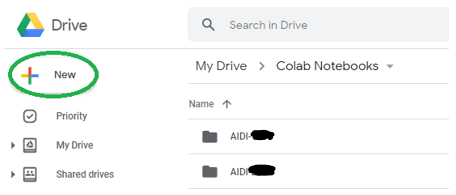 Drive
Search in Drive
New
My Drive > Colab Notebooks
Name
Priority
AIDI-
My Drive
Shared drives
AIDI-